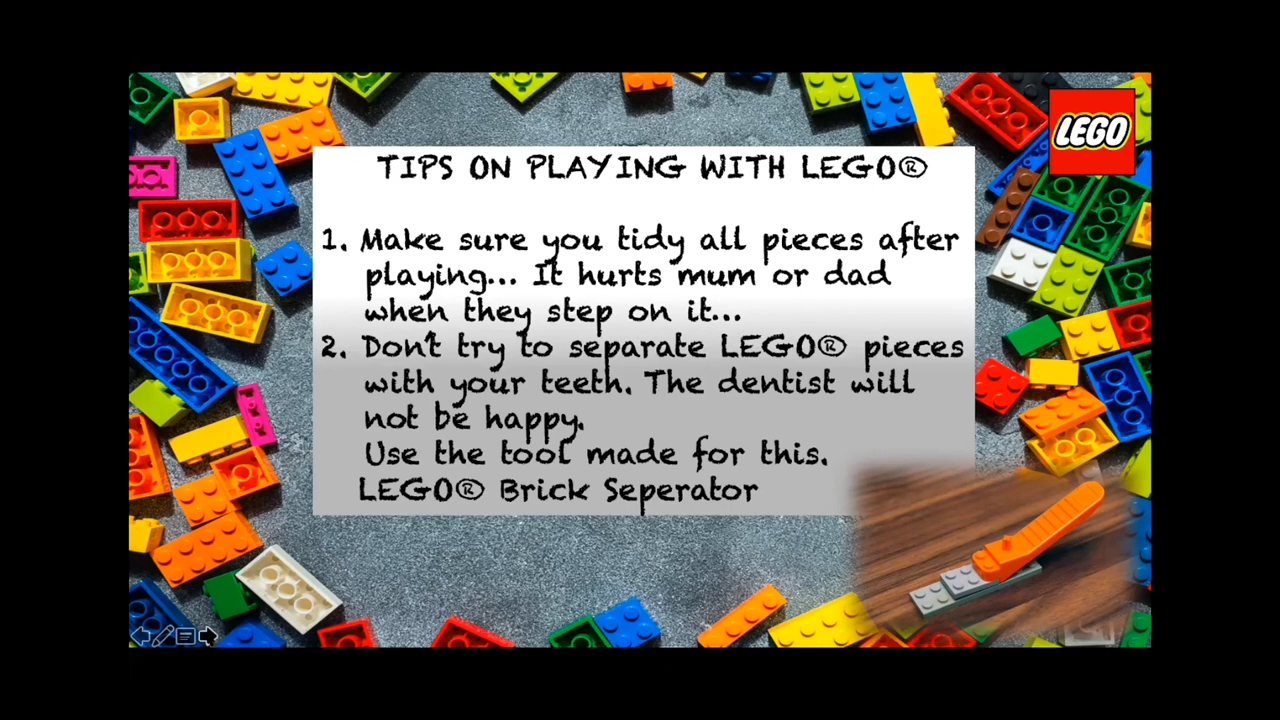 LEGO
TIPS ON PLAYING WITH LEGO®
1. Make sure you tidy all pieces after
playing... It hurts mum or dad
when they step on it...
2. Don't try to separate LEGO® pieces
with your teeth. The dentist will
not be happy.
Use the tool made for this.
LEGO® Brick Seperator